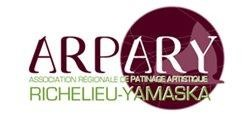 ARPARY
ASSOCIATION RÉGIONALE DE PATINAGE ARTISTIQUE
RICHELIEU-YAMASKA